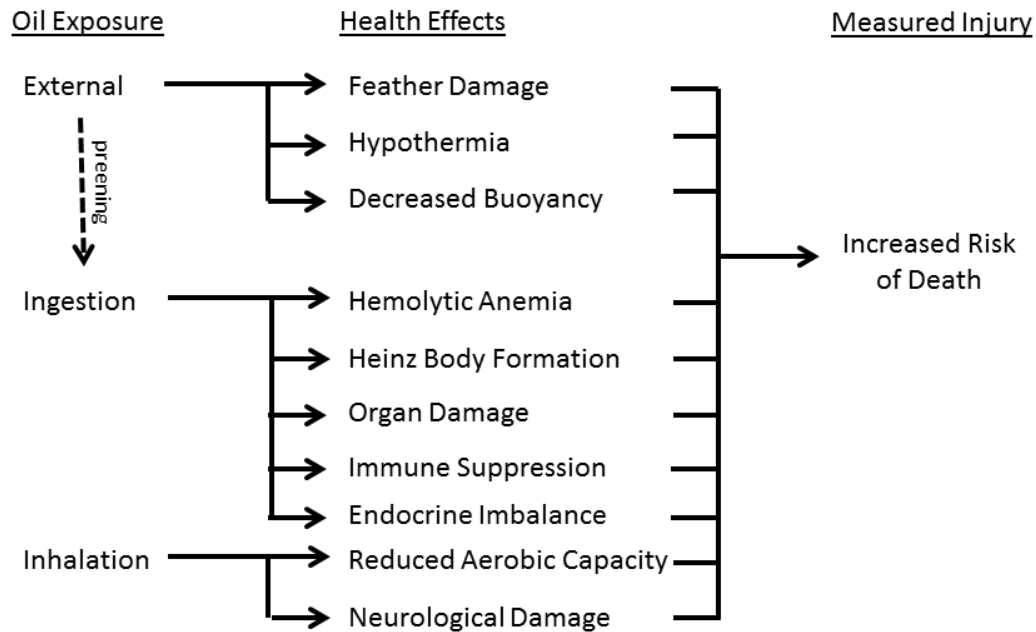 Oil Exposure
Health Effects
Measured Injury
External
preening
Feather Damage
Hypothermia
Decreased Buoyancy
Ingestion
Hemolytic Anemia
Heinz Body Formation
Organ Damage
Immune Suppression
Endocrine Imbalance
Inhalation
Reduced Aerobic Capacity
Neurological Damage
Increased Risk
of Death